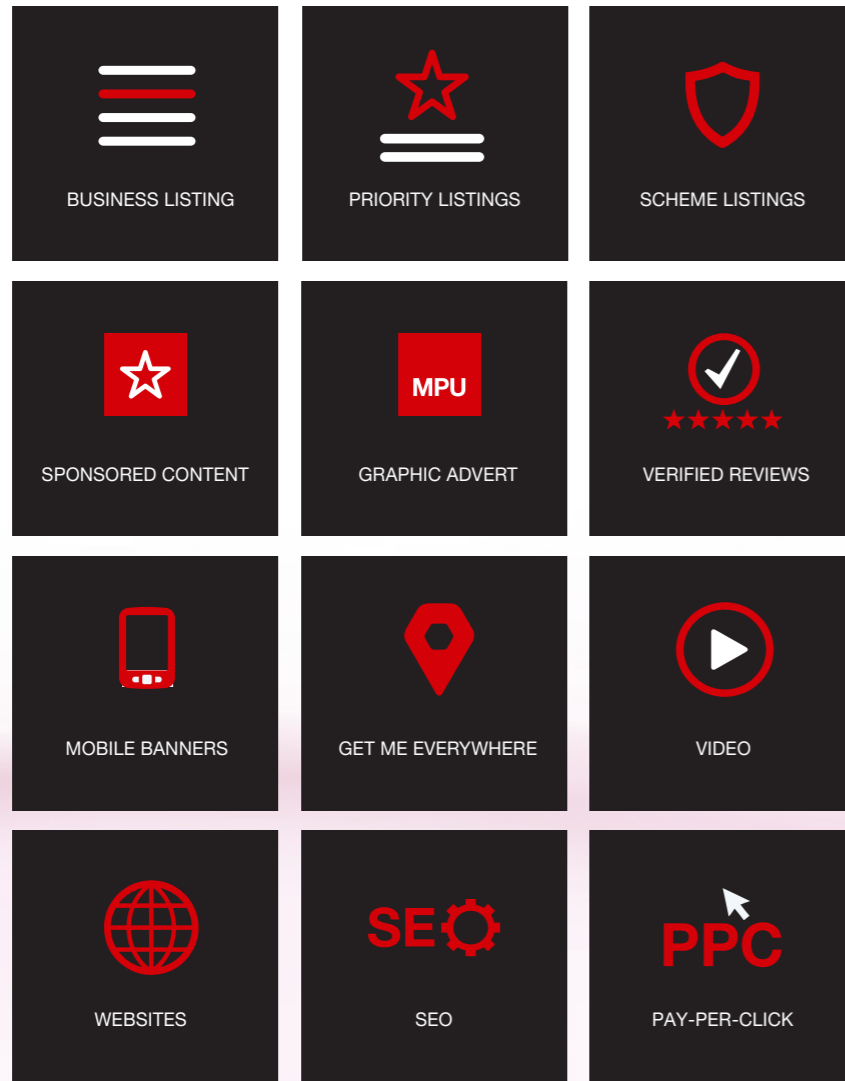 BUSINESS LISTING
PRIORITY LISTINGS
SCHEME LISTINGS
MPU
SPONSORED CONTENT
GRAPHIC ADVERT
VERIFIED REVIEWS
MOBILE BANNERS
GET ME EVERYWHERE
VIDEO
SEO
PPC
WEBSITES
SEO
PAY-PER-CLICK